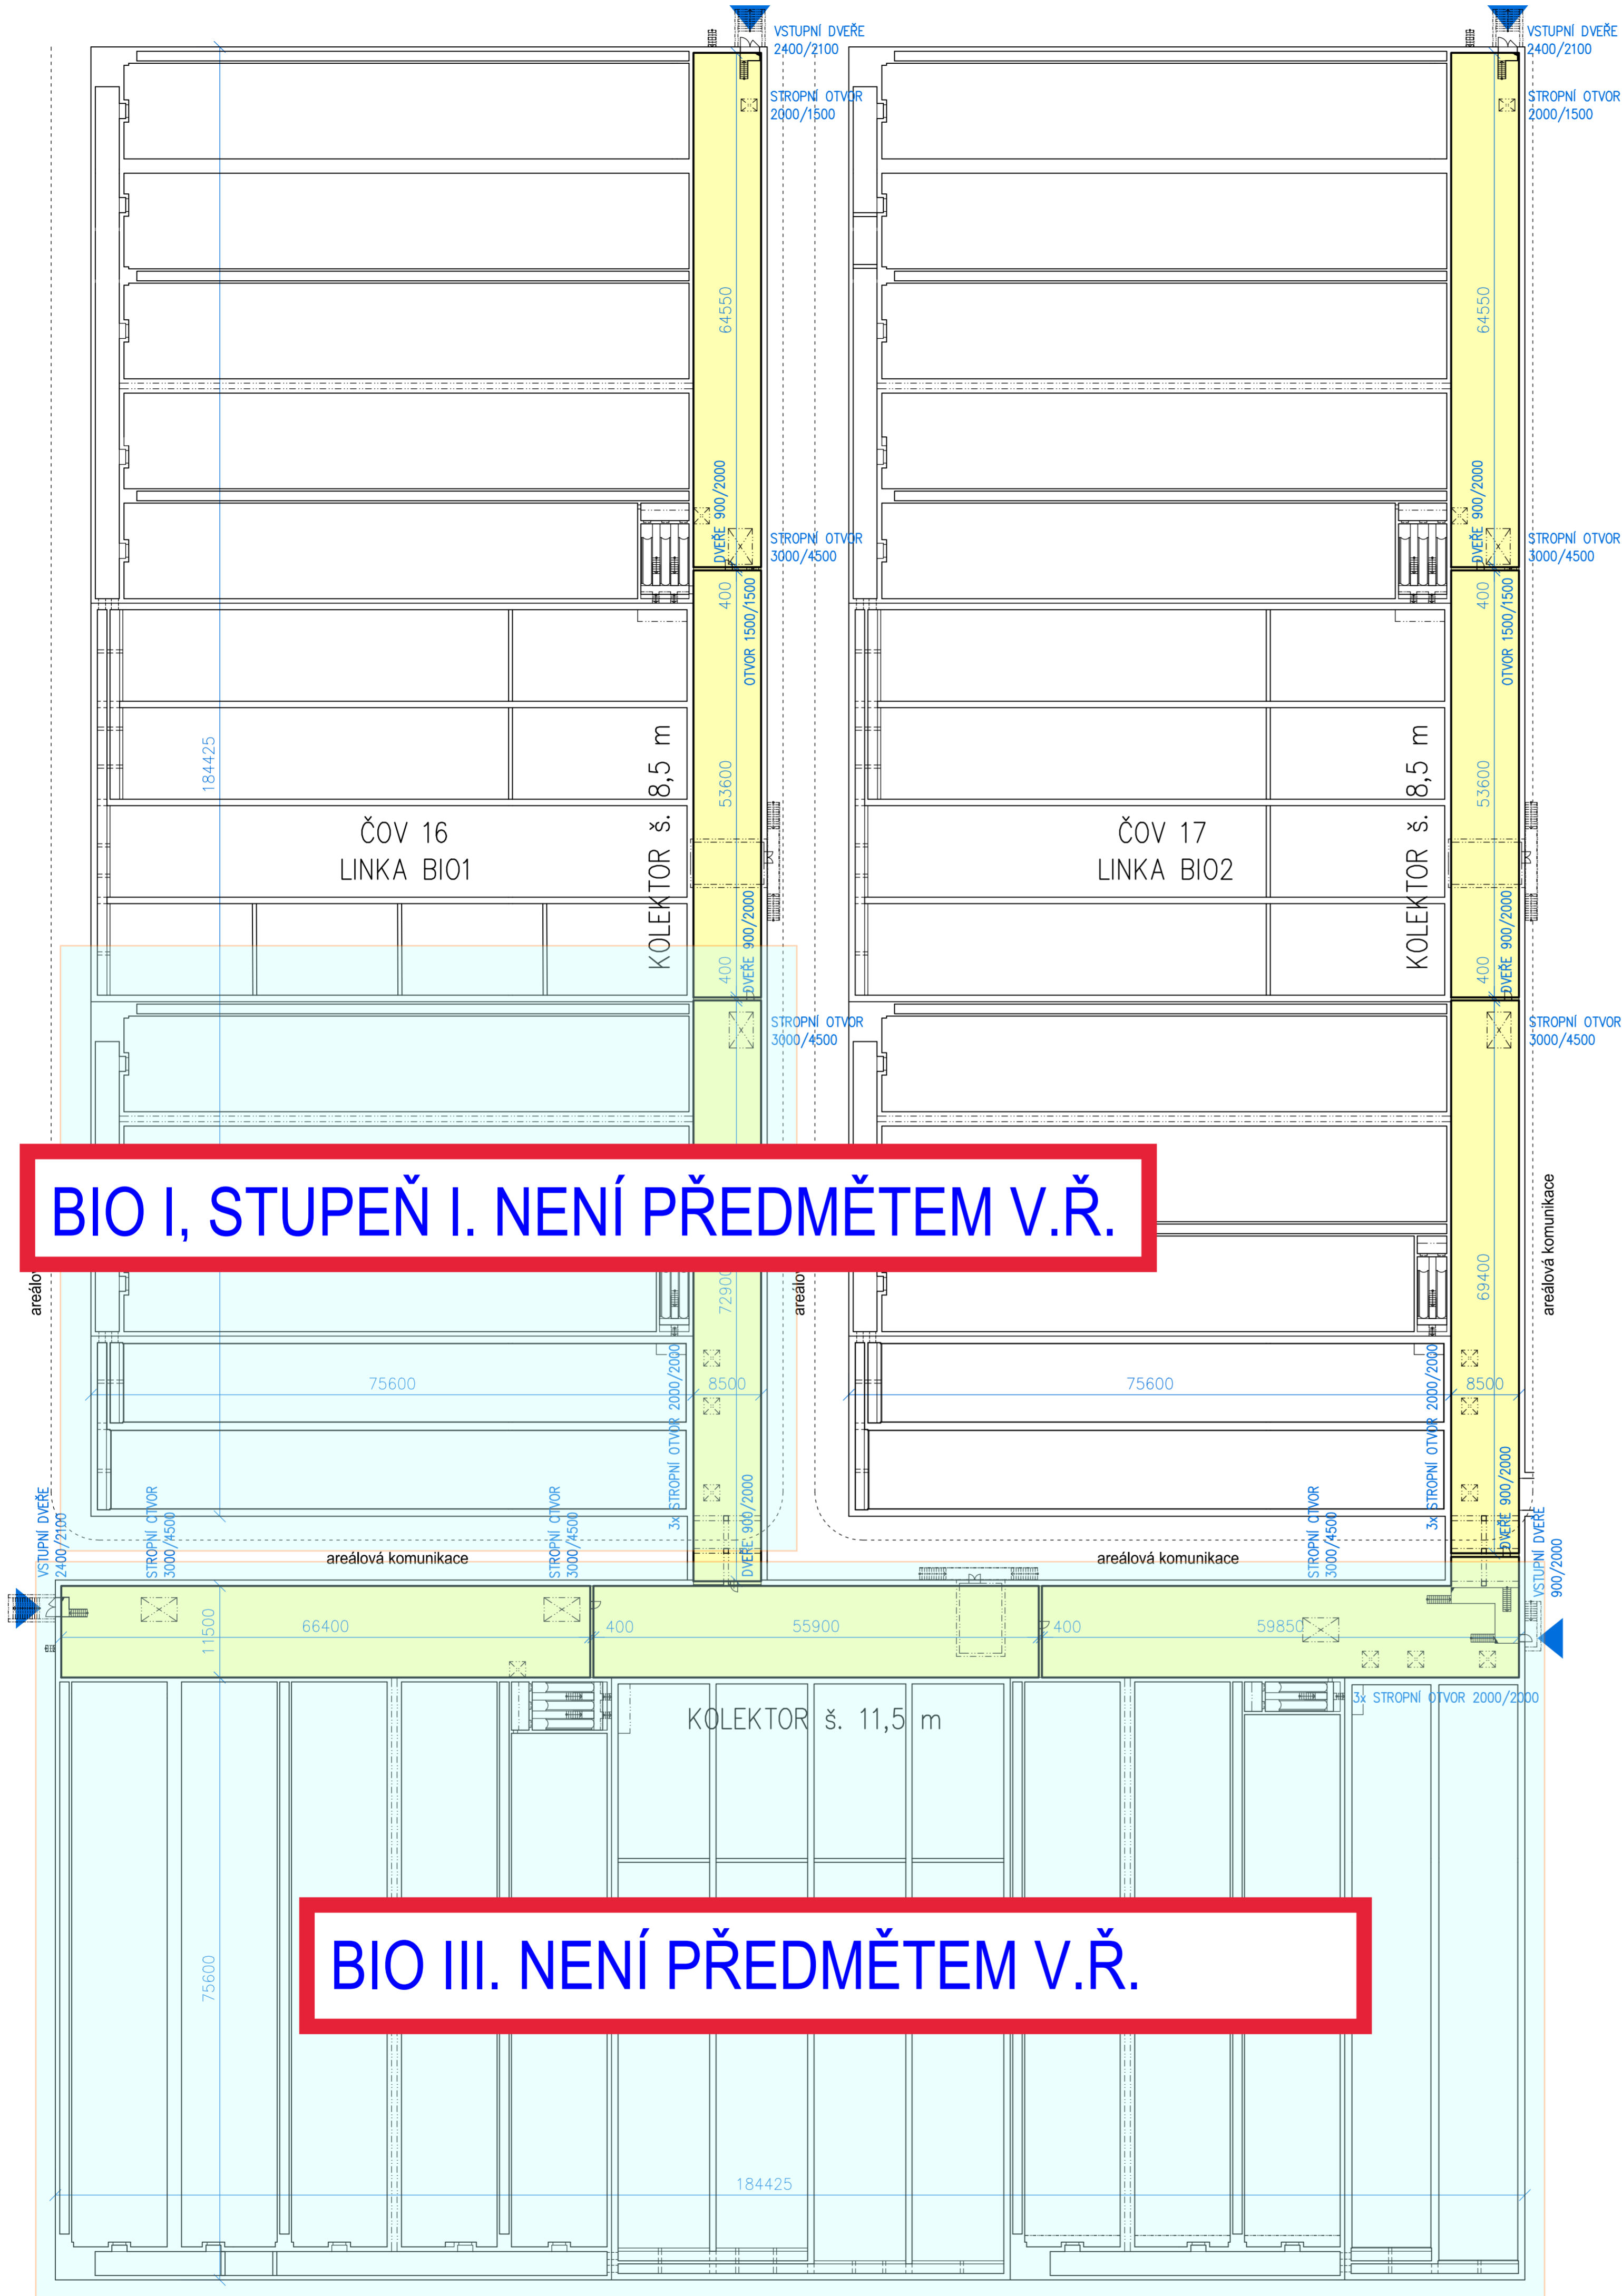 VSTUPNÍ DVEŘE
2400/2100
VSTUPNÍ DVEŘE
2400/2100
STROPNÍ OTVOR
2000/1500
STROPNÍ OTVOR
2000/1500
64550
64550
DVEŘE 900/2000
DVEŘE 900/2000
STROPNÍ OTVOR
3000/4500
STROPNÍ OTVOR
3000/4500
400
OTVOR 1500/1500
400
OTVOR 1500/1500
184425
KOLEKTOR š. 8,5 m
53600
KOLEKTOR š. 8,5 m
53600
ČOV 16
LINKA BIO1
ČOV 17
LINKA BIO2
400
DVEŘE 900/2000
400
DVEŘE 900/2000
STROPNÍ OTVOR
3000/4500
STROPNÍ OTVOR
3000/4500
BIO I, STUPEŇ I. NENÍ PŘEDMĚTEM V.Ř.
72900
69400
areálová komunikace
75600
8500
75600
8500
3x STROPNÍ OTVOR 2000/2000
3x STROPNÍ OTVOR 2000/2000
VSTUPNÍ DVEŘE
2400/2100
STROPNÍ OTVOR
3000/4500
STROPNÍ OTVOR
3000/4500
DVEŘE 900/2000
STROPNÍ OTVOR
3000/4500
DVEŘE 900/2000
VSTUPNÍ DVEŘE
900/2000
areálová komunikace
areálová komunikace
11500
66400
400
55900
400
59850
3x STROPNÍ OTVOR 2000/2000
KOLEKTOR š. 11,5 m
BIO III. NENÍ PŘEDMĚTEM V.Ř.
75600
184425